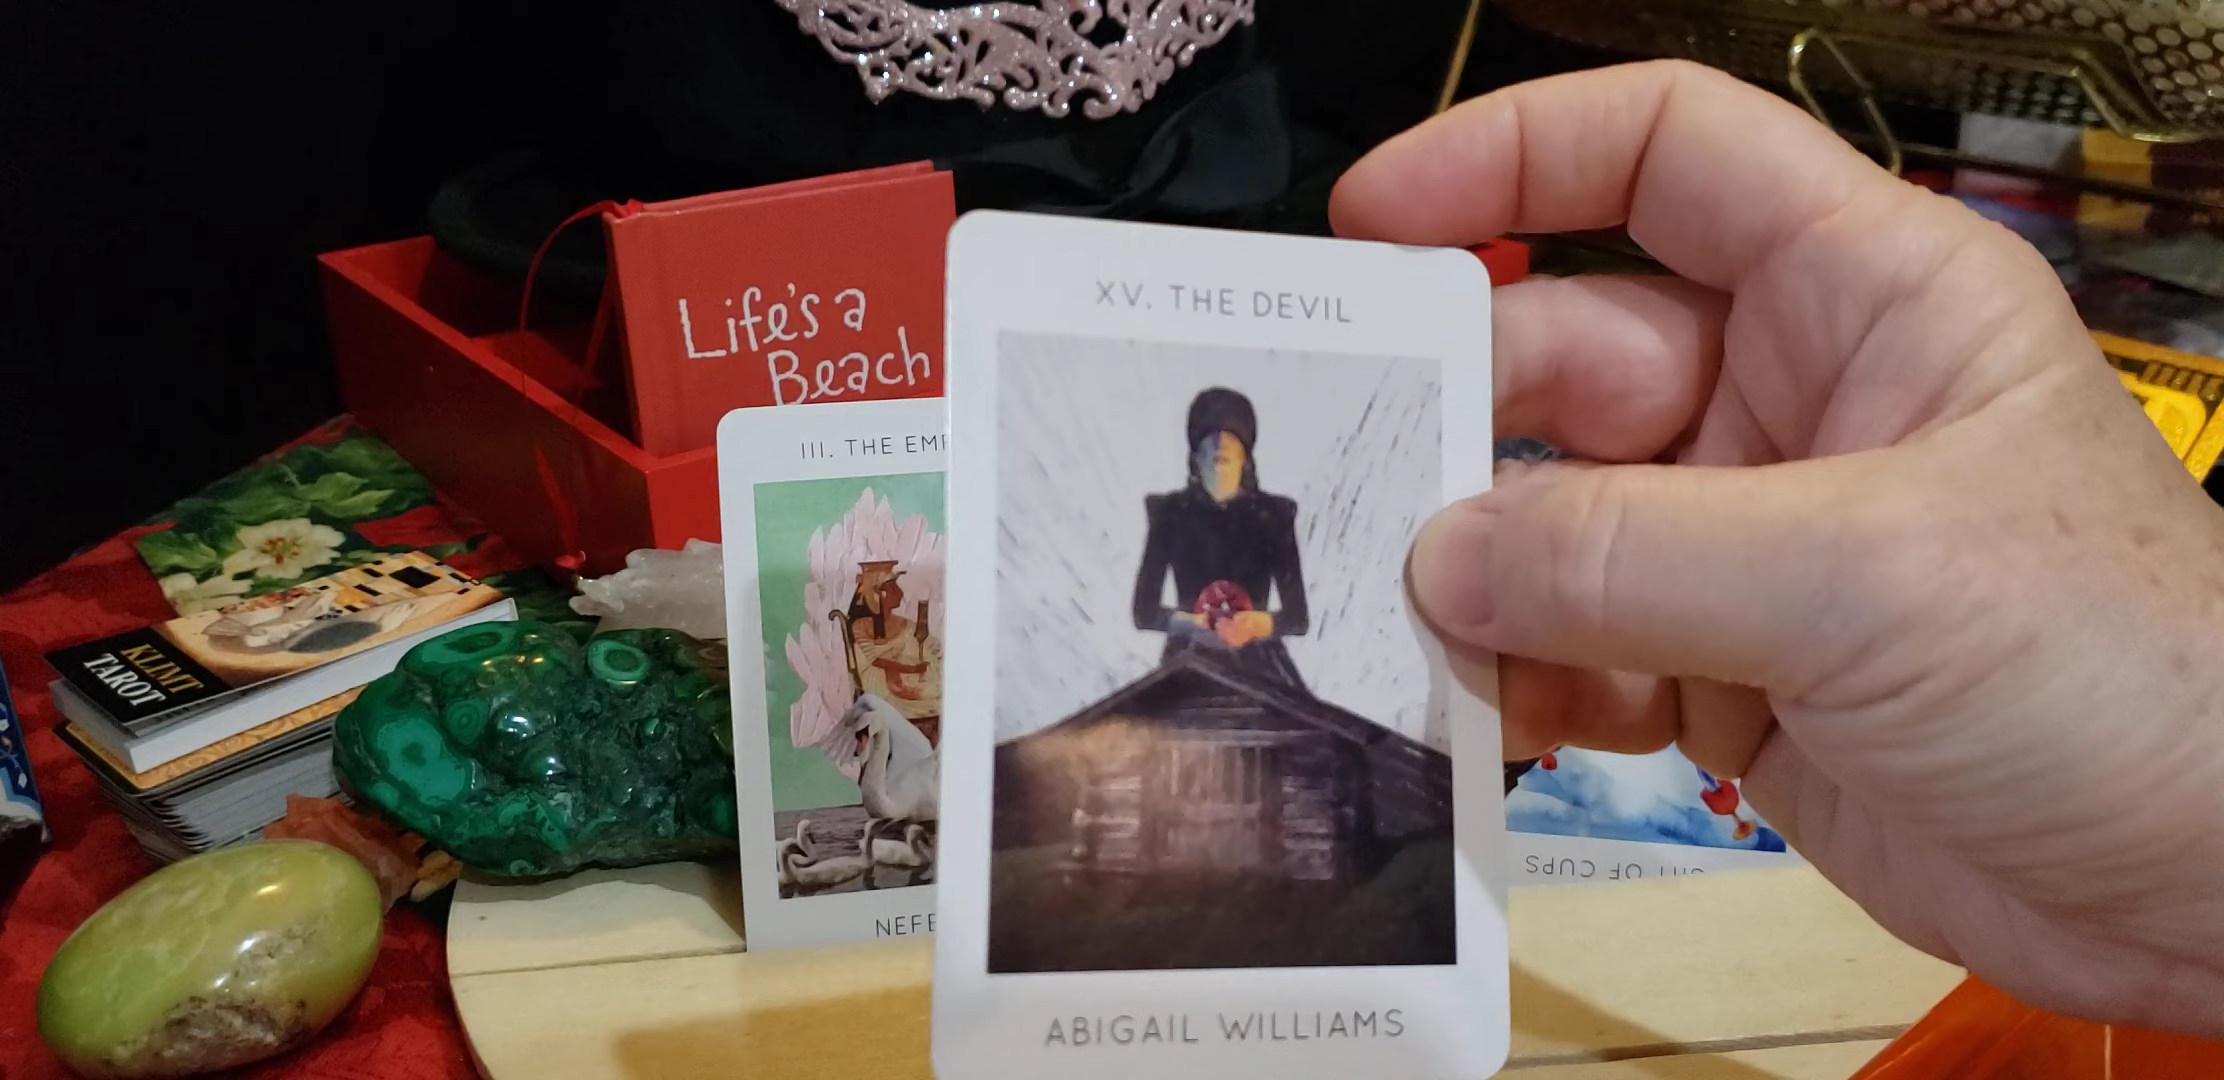 Life's a
Beach
XV. THE DEVIL
III. THE EMP
KLIMT
TAROT
OF CUPS
NEFE
ABIGAIL WILLIAMS